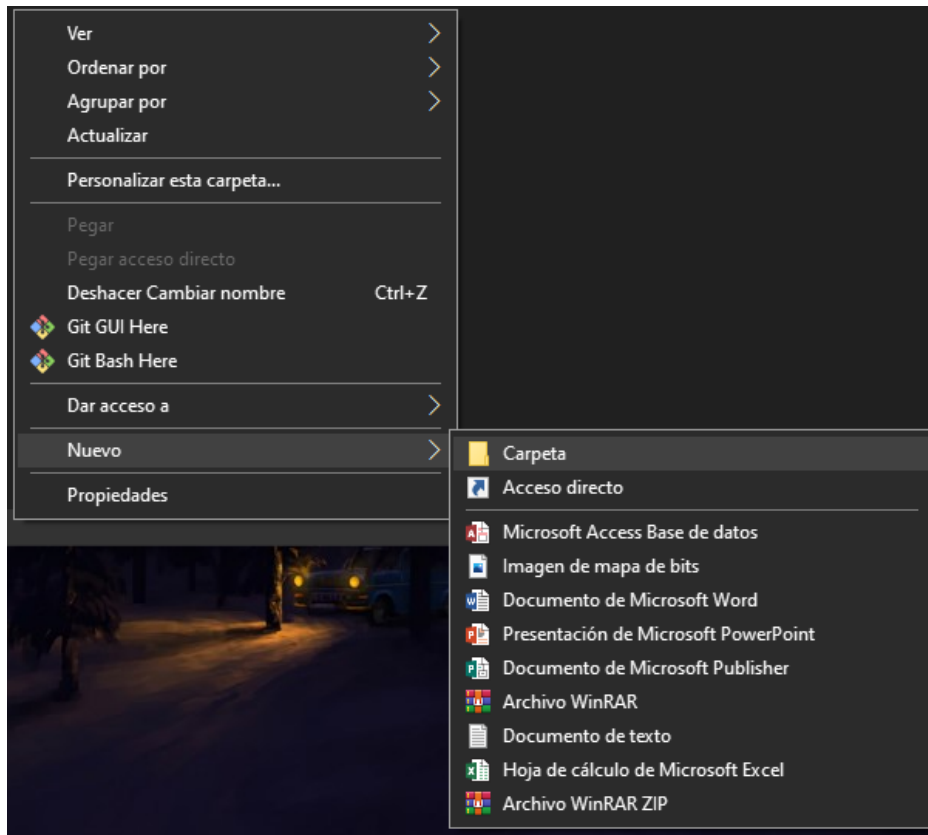 Ver
Ordenar por
Agrupar por
Actualizar
Personalizar esta carpeta...
Pegar
Pegar acceso directo
Deshacer Cambiar nombre Ctrl+Z
Git GUI Here
Git Bash Here
Dar acceso a
Nuevo
Propiedades
Carpeta
Acceso directo
Microsoft Access Base de datos
Imagen de mapa de bits
Documento de Microsoft Word
Presentación de Microsoft PowerPoint
Documento de Microsoft Publisher
Archivo WinRAR
Documento de texto
Hoja de cálculo de Microsoft Excel
Archivo WinRAR ZIP